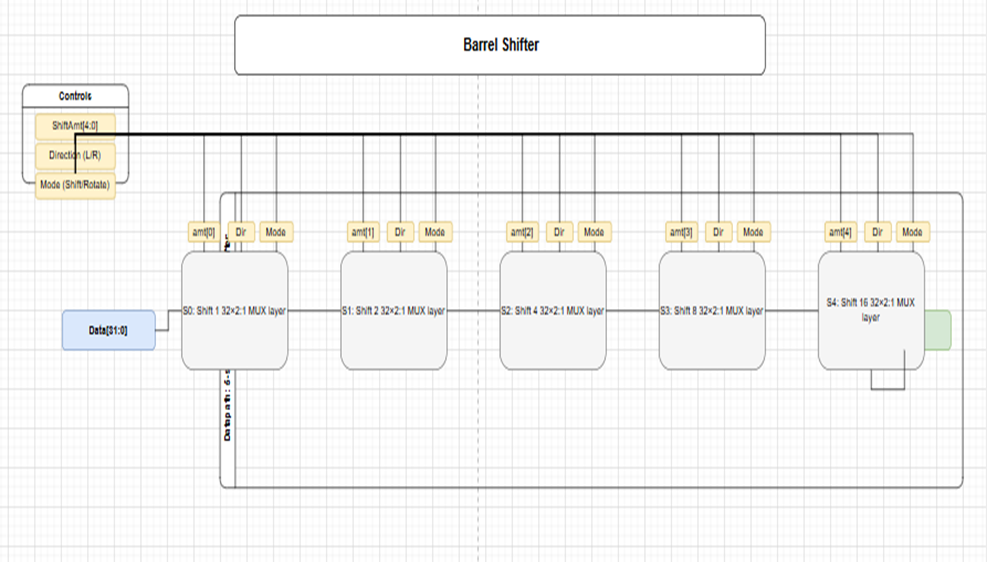 Barrel Shifter
Controls
ShiftAmt[4:0]
Direction (L/R)
Mode (Shift/Rotate)
amt[0] Dir Mode
amt[1] Dir Mode
amt[2] Dir Mode
amt[3] Dir Mode
amt[4] Dir Mode
Data[31:0]
S0: Shift 1 32×2:1 MUX layer
S1: Shift 2 32×2:1 MUX layer
S2: Shift 4 32×2:1 MUX layer
S3: Shift 8 32×2:1 MUX layer
S4: Shift 16 32×2:1 MUX
layer
Datapath: